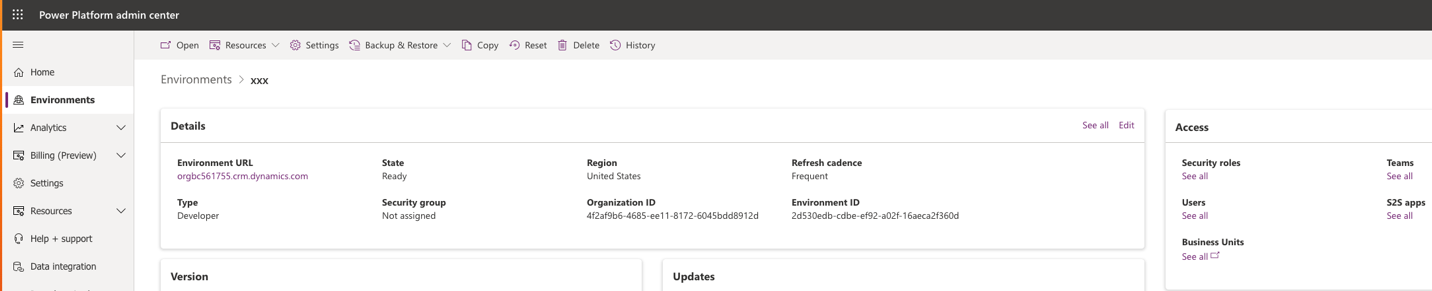 Power Platform admin center
Open Resources Settings Backup & Restore Copy Reset Delete History
Home
Environments
Analytics
Billing (Preview)
Settings
Resources
Help + support
Data integration
Environments > xxx
Details See all Edit
Environment URL State Region Refresh cadence
orgbc561755.crm.dynamics.com Ready United States Frequent
Type Security group Organization ID Environment ID
Developer Not assigned 4f2af9b6-4685-ee11-8172-6045bdd8912d 2d530edb-cdbe-ef92-a02f-16aeca2f360d
Version
Updates
Access
Security roles Teams
See all See all
Users S2S apps
See all See all
Business Units
See all